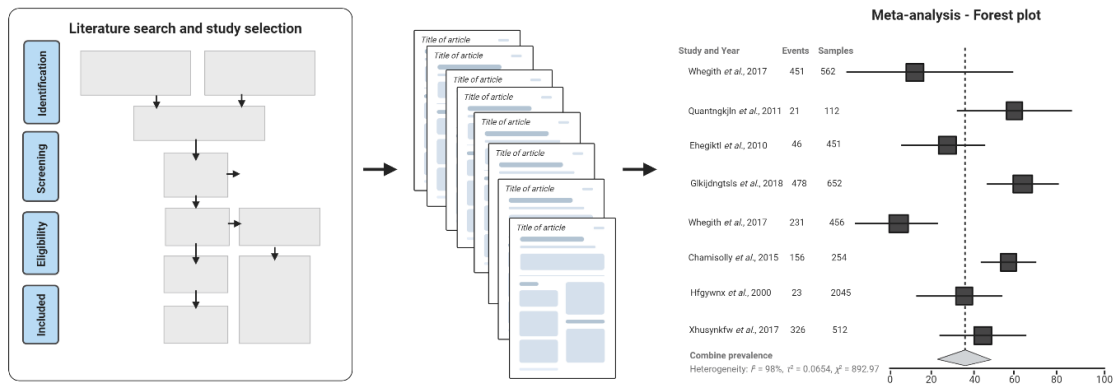 Literature search and study selection
Identification
Screening
Eligibility
Included
Title of article
Title of article
Title of article
Title of article
Title of article
Title of article
Title of article
Title of article
Meta-analysis - Forest plot
Study and Year Events Samples
Whegith et al., 2017 451 562
Quantngkjln et al., 2011 21 112
Ehegiktl et al., 2010 46 451
Glkijdngtsls et al., 2018 478 652
Whegith et al., 2017 231 456
Chamisolly et al., 2015 156 254
Hfgywnx et al., 2000 23 2045
Xhusynkfw et al., 2017 326 512
Combine prevalence
Heterogeneity: I² = 98%, τ² = 0.0654, χ² = 892.97
0 20 40 60 80 100